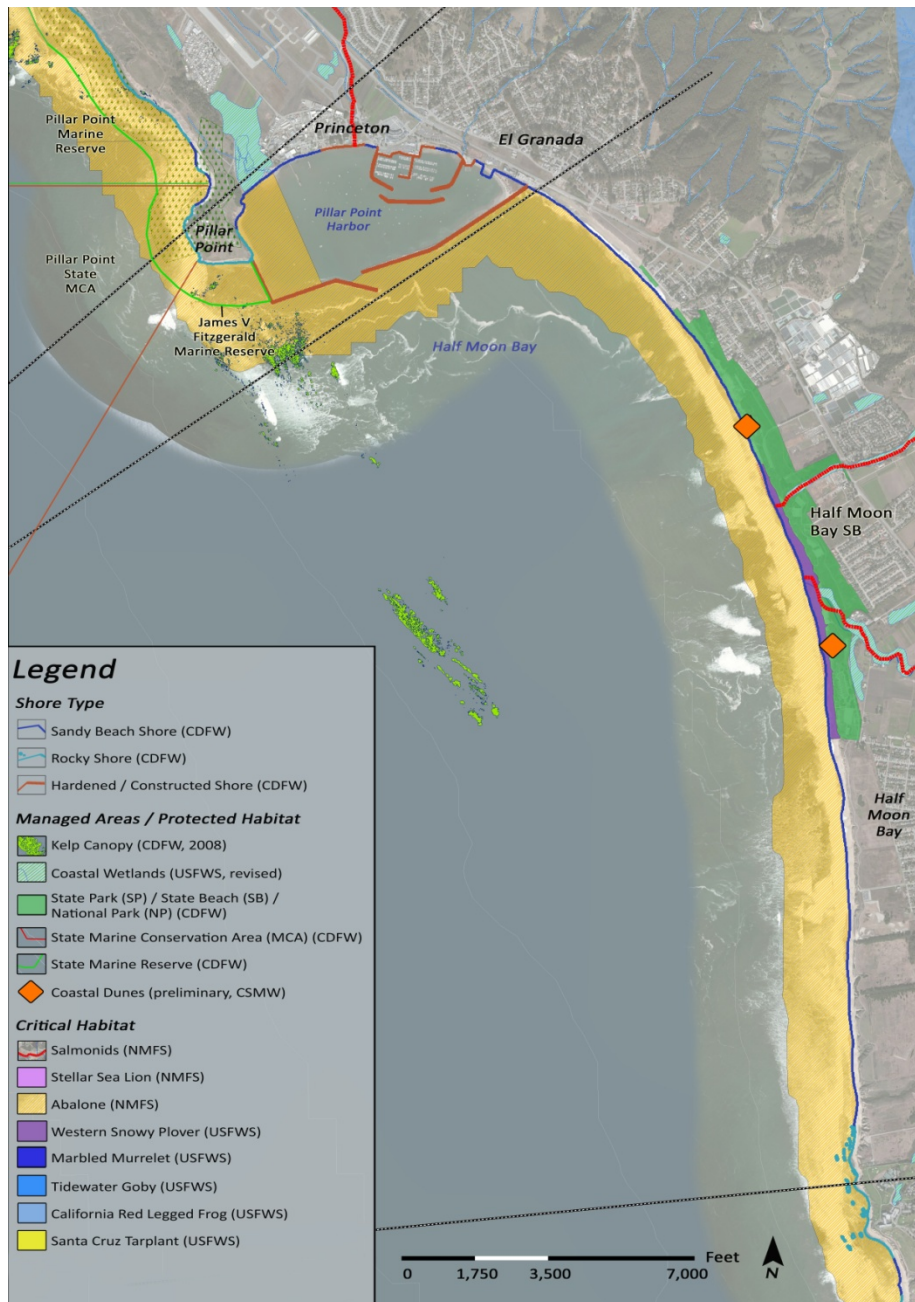 Pillar Point
Marine
Reserve
Princeton
El Granada
Pillar Point
Harbor
Pillar
Point
Pillar Point
State
MCA
James V
Fitzgerald
Marine Reserve
Half Moon Bay
Half Moon
Bay SB
Half
Moon
Bay
Legend
Shore Type
Sandy Beach Shore (CDFW)
Rocky Shore (CDFW)
Hardened / Constructed Shore (CDFW)
Managed Areas / Protected Habitat
Kelp Canopy (CDFW, 2008)
Coastal Wetlands (USFWS, revised)
State Park (SP) / State Beach (SB) /
National Park (NP) (CDFW)
State Marine Conservation Area (MCA) (CDFW)
State Marine Reserve (CDFW)
Coastal Dunes (preliminary, CSMW)
Critical Habitat
Salmonids (NMFS)
Stellar Sea Lion (NMFS)
Abalone (NMFS)
Western Snowy Plover (USFWS)
Marbled Murrelet (USFWS)
Tidewater Goby (USFWS)
California Red Legged Frog (USFWS)
Santa Cruz Tarplant (USFWS)
Feet
0 1,750 3,500 7,000
N